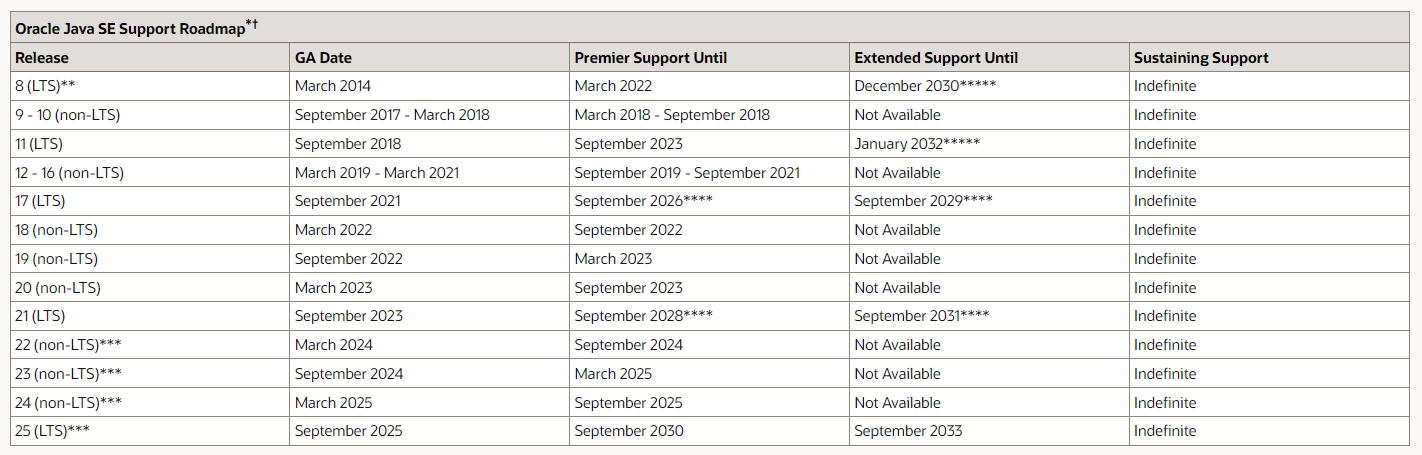 Oracle Java SE Support Roadmap*†
Release GA Date Premier Support Until Extended Support Until Sustaining Support
8 (LTS)** March 2014 March 2022 December 2030***** Indefinite
9 - 10 (non-LTS) September 2017 - March 2018 March 2018 - September 2018 Not Available Indefinite
11 (LTS) September 2018 September 2023 January 2032***** Indefinite
12 - 16 (non-LTS) March 2019 - March 2021 September 2019 - September 2021 Not Available Indefinite
17 (LTS) September 2021 September 2026**** September 2029**** Indefinite
18 (non-LTS) March 2022 September 2022 Not Available Indefinite
19 (non-LTS) September 2022 March 2023 Not Available Indefinite
20 (non-LTS) March 2023 September 2023 Not Available Indefinite
21 (LTS) September 2023 September 2028**** September 2031**** Indefinite
22 (non-LTS)*** March 2024 September 2024 Not Available Indefinite
23 (non-LTS)*** September 2024 March 2025 Not Available Indefinite
24 (non-LTS)*** March 2025 September 2025 Not Available Indefinite
25 (LTS)*** September 2025 September 2030 September 2033 Indefinite